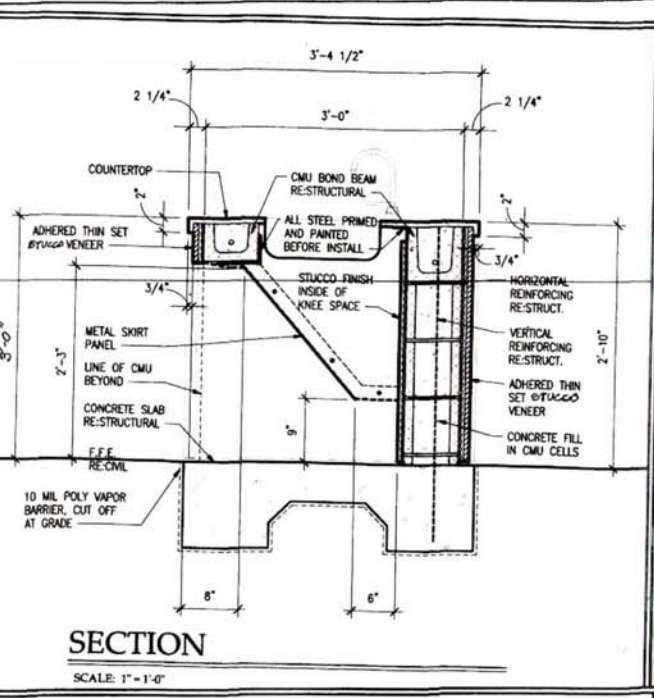 3'-4 1/2"
2 1/4"
3'-0"
2 1/4"
COUNTERTOP
CMU BOND BEAM
RE:STRUCTURAL
2"
2"
ALL STEEL PRIMED
AND PAINTED
BEFORE INSTALL
ADHERED THIN SET
STUCCO VENEER
3/4"
3/4"
STUCCO FINISH
INSIDE OF
KNEE SPACE
HORIZONTAL
REINFORCING
RE:STRUCT.
3'-0"
2'-3"
METAL SKIRT
PANEL
VERTICAL
REINFORCING
RE:STRUCT.
2'-10"
LINE OF CMU
BEYOND
ADHERED THIN
SET STUCCO
VENEER
CONCRETE SLAB
RE:STRUCTURAL
9"
CONCRETE FILL
IN CMU CELLS
F.F.E.
RE:CIVIL
10 MIL POLY VAPOR
BARRIER, CUT OFF
AT GRADE
8"
6"
SECTION
SCALE: 1" = 1'-0"